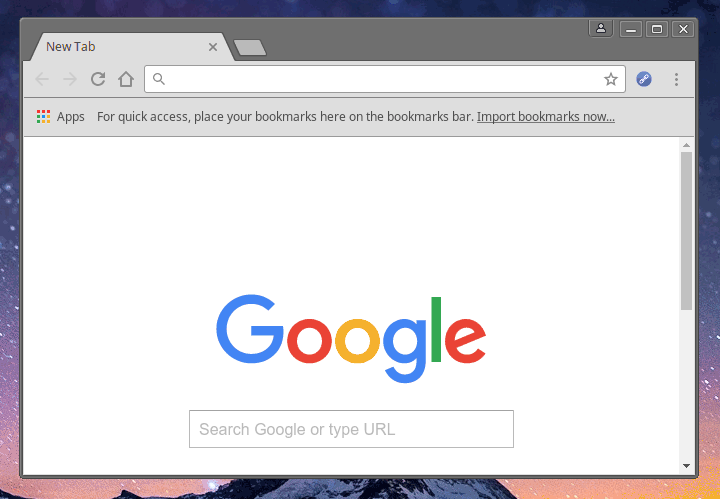 New Tab
Apps For quick access, place your bookmarks here on the bookmarks bar. Import bookmarks now...
Google
Search Google or type URL